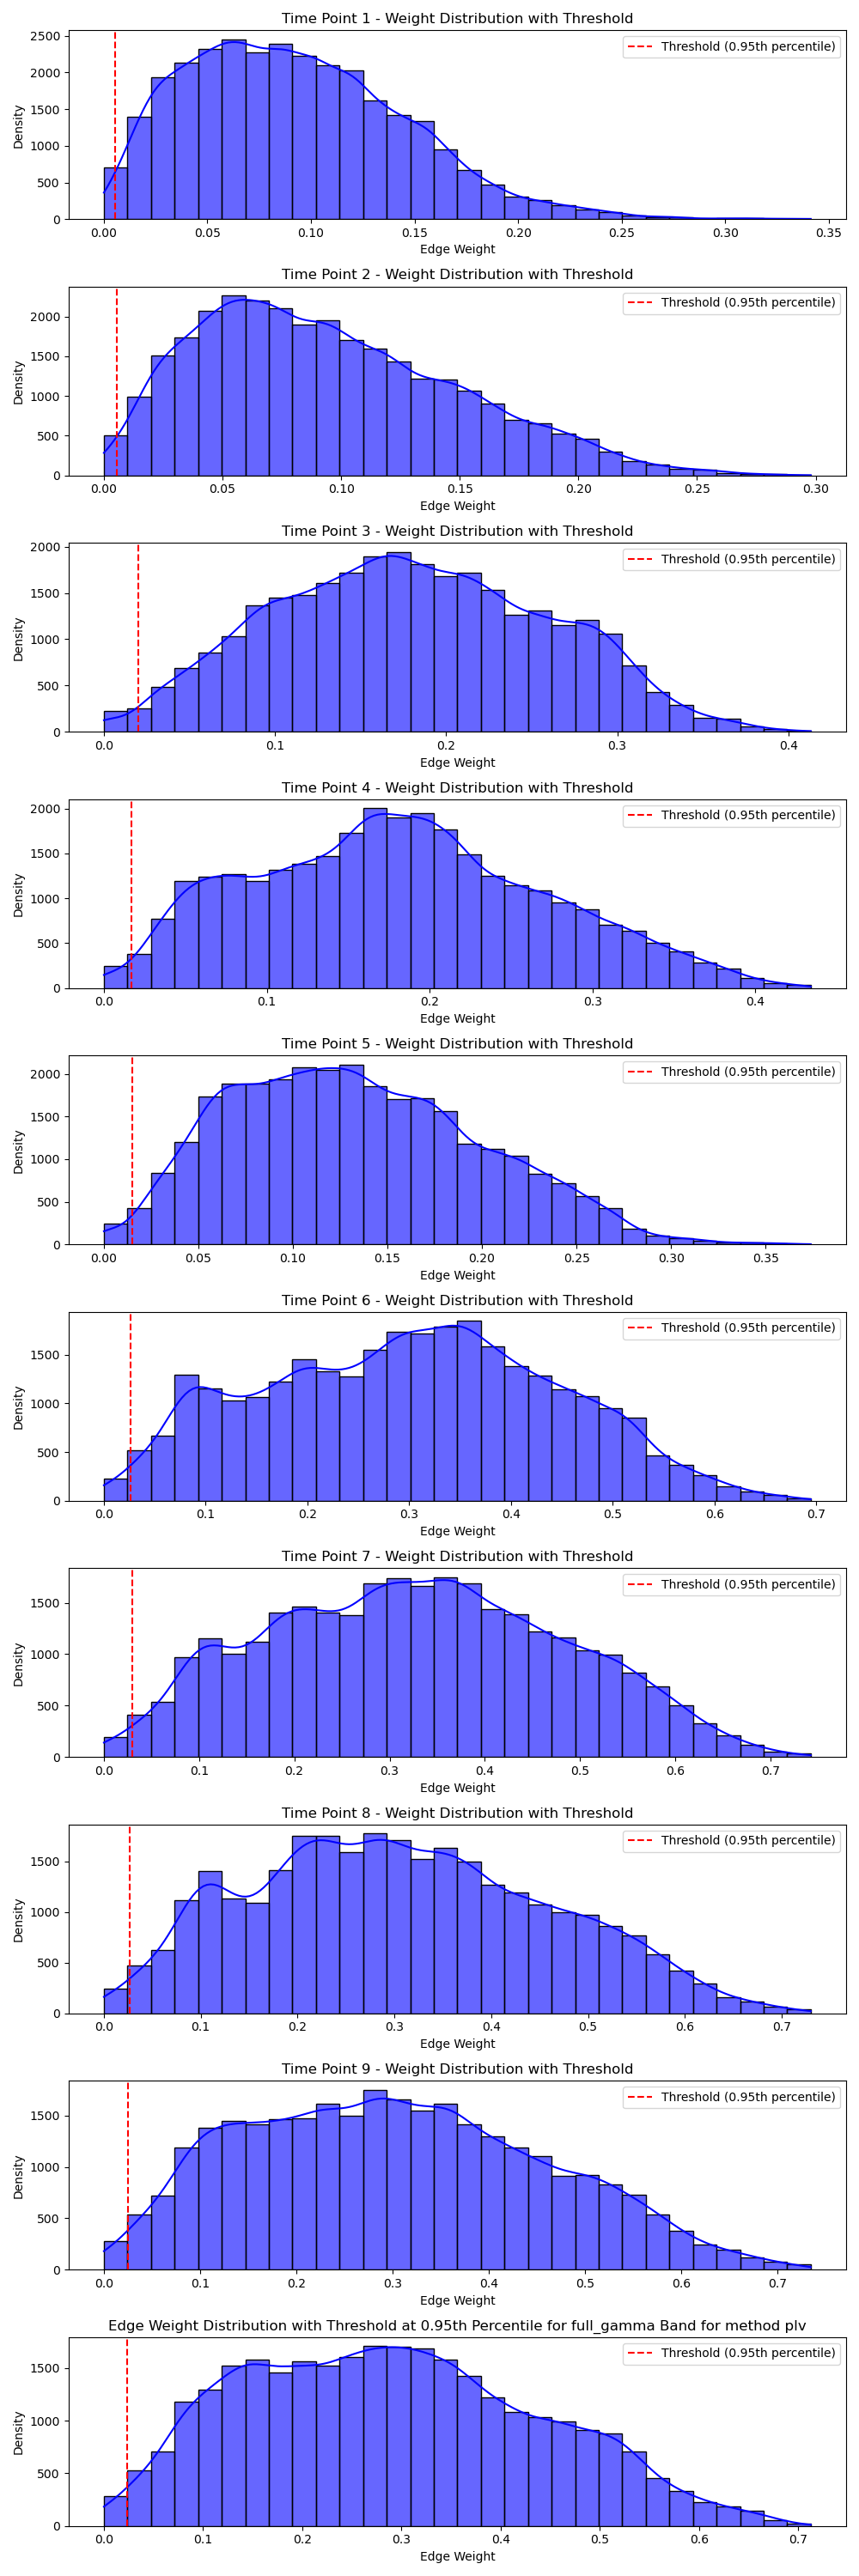 Time Point 1 - Weight Distribution with Threshold
Threshold (0.95th percentile)
Density
2500
2000
1500
1000
500
0
0.00 0.05 0.10 0.15 0.20 0.25 0.30 0.35
Edge Weight
Time Point 2 - Weight Distribution with Threshold
Threshold (0.95th percentile)
Density
2000
1500
1000
500
0
0.00 0.05 0.10 0.15 0.20 0.25 0.30
Edge Weight
Time Point 3 - Weight Distribution with Threshold
Threshold (0.95th percentile)
Density
2000
1500
1000
500
0
0.0 0.1 0.2 0.3 0.4
Edge Weight
Time Point 4 - Weight Distribution with Threshold
Threshold (0.95th percentile)
Density
2000
1500
1000
500
0
0.0 0.1 0.2 0.3 0.4
Edge Weight
Time Point 5 - Weight Distribution with Threshold
Threshold (0.95th percentile)
Density
2000
1500
1000
500
0
0.00 0.05 0.10 0.15 0.20 0.25 0.30 0.35
Edge Weight
Time Point 6 - Weight Distribution with Threshold
Threshold (0.95th percentile)
Density
1500
1000
500
0
0.0 0.1 0.2 0.3 0.4 0.5 0.6 0.7
Edge Weight
Time Point 7 - Weight Distribution with Threshold
Threshold (0.95th percentile)
Density
1500
1000
500
0
0.0 0.1 0.2 0.3 0.4 0.5 0.6 0.7
Edge Weight
Time Point 8 - Weight Distribution with Threshold
Threshold (0.95th percentile)
Density
1500
1000
500
0
0.0 0.1 0.2 0.3 0.4 0.5 0.6 0.7
Edge Weight
Time Point 9 - Weight Distribution with Threshold
Threshold (0.95th percentile)
Density
1500
1000
500
0
0.0 0.1 0.2 0.3 0.4 0.5 0.6 0.7
Edge Weight
Edge Weight Distribution with Threshold at 0.95th Percentile for full_gamma Band for method plv
Threshold (0.95th percentile)
Density
1500
1000
500
0
0.0 0.1 0.2 0.3 0.4 0.5 0.6 0.7
Edge Weight